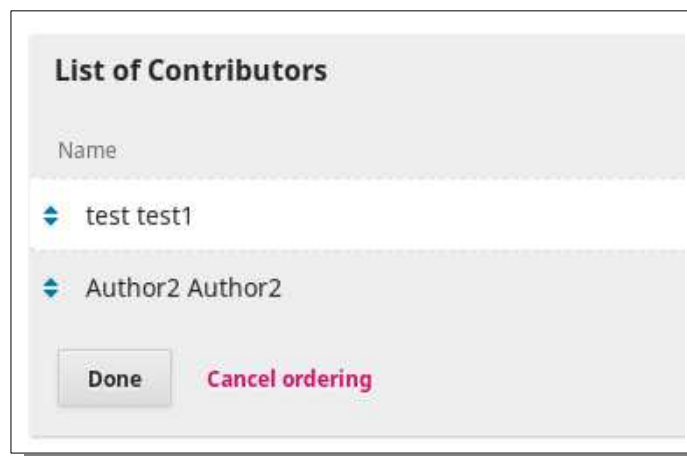 List of Contributors
Name
test test1
Author2 Author2
Done Cancel ordering